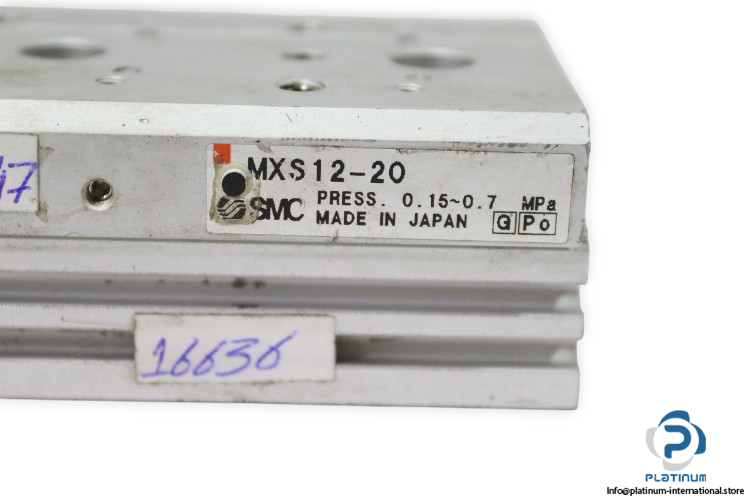 MXS12-20
SMC
PRESS. 0.15~0.7 MPa
MADE IN JAPAN G Po
17
16636
PLATINUM
Info@platinum-international.store